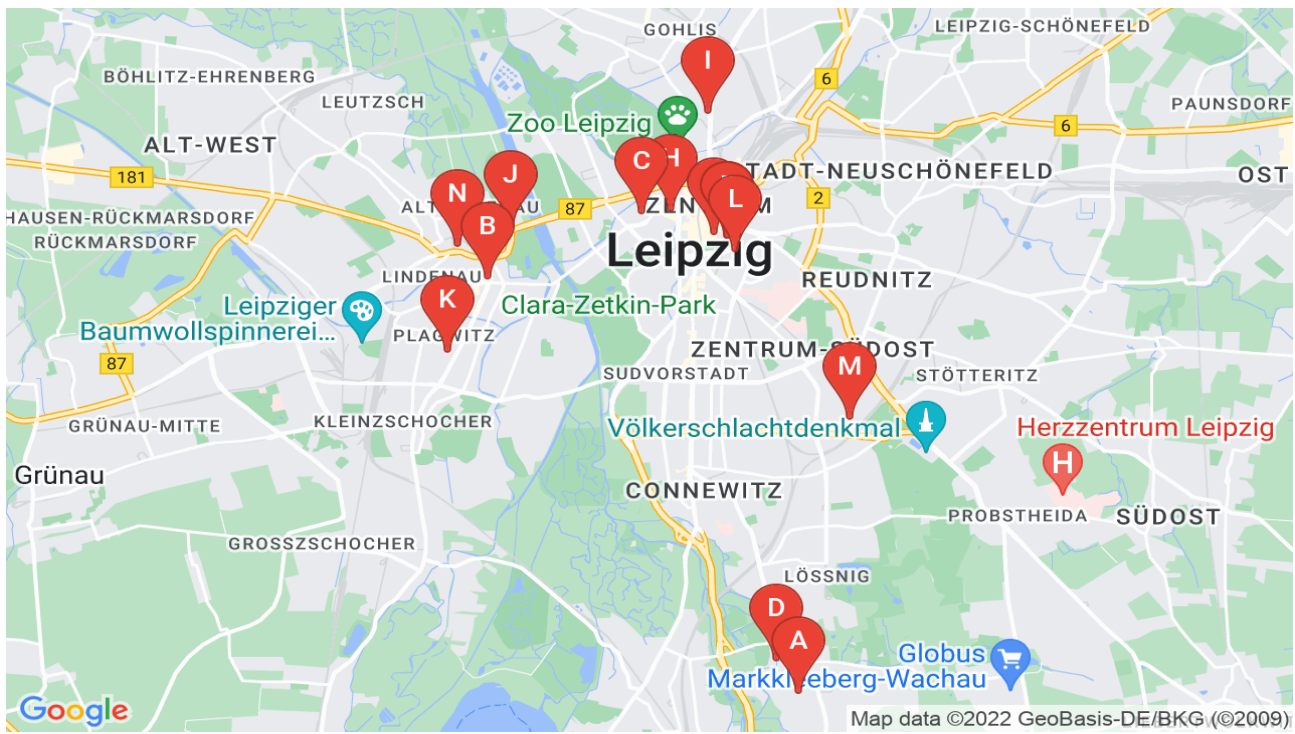 GOHLIS
LEIPZIG-SCHÖNEFELD
I
BÖHLITZ-EHRENBERG
6
LEUTZSCH
PAUNSDORF
Zoo Leipzig
6
ALT-WEST
C
H
181
J
STADT-NEUSCHÖNEFELD
OST
N
87
L
2
HAUSEN-RÜCKMARSDORF
RÜCKMARSDORF
B
Leipzig
LINDENAU
REUDNITZ
K
Clara-Zetkin-Park
Leipziger
Baumwollspinnerei...
PLAGWITZ
ZENTRUM-SÜDOST
87
SÜDVORSTADT
M
STÖTTERITZ
KLEINZSCHOCHER
GRÜNAU-MITTE
Völkerschlachtdenkmal
Herzzentrum Leipzig
H
Grünau
CONNEWITZ
PROBSTHEIDA
SÜDOST
GROSSZSCHOCHER
LÖSSNIG
D
A
Globus
Markkleeberg-Wachau
Google
Map data ©2022 GeoBasis-DE/BKG (©2009)